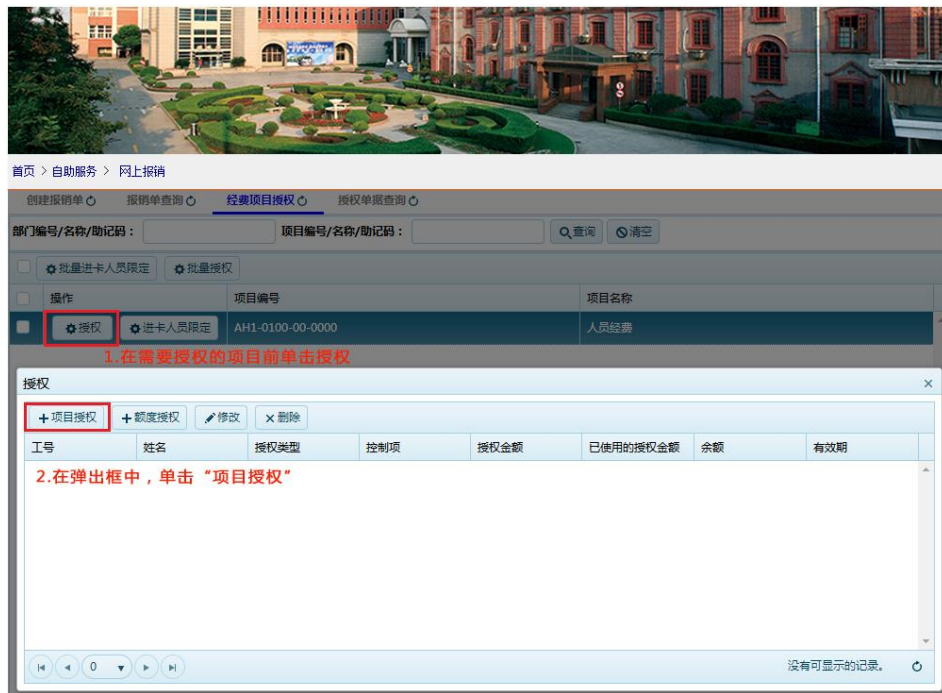 首页 > 自助服务 > 网上报销
创建报销单 报销单查询 经费项目授权 授权单据查询
部门编号/名称/助记码： 项目编号/名称/助记码： 查询 清空
批量进卡人员限定 批量授权
操作 项目编号 项目名称
授权 进卡人员限定 AH1-0100-00-0000 人员经费
1.在需要授权的项目前单击授权
授权 ×
+项目授权 +额度授权 修改 ×删除
工号 姓名 授权类型 控制项 授权金额 已使用的授权金额 余额 有效期
2.在弹出框中，单击“项目授权”
0 没有可显示的记录。